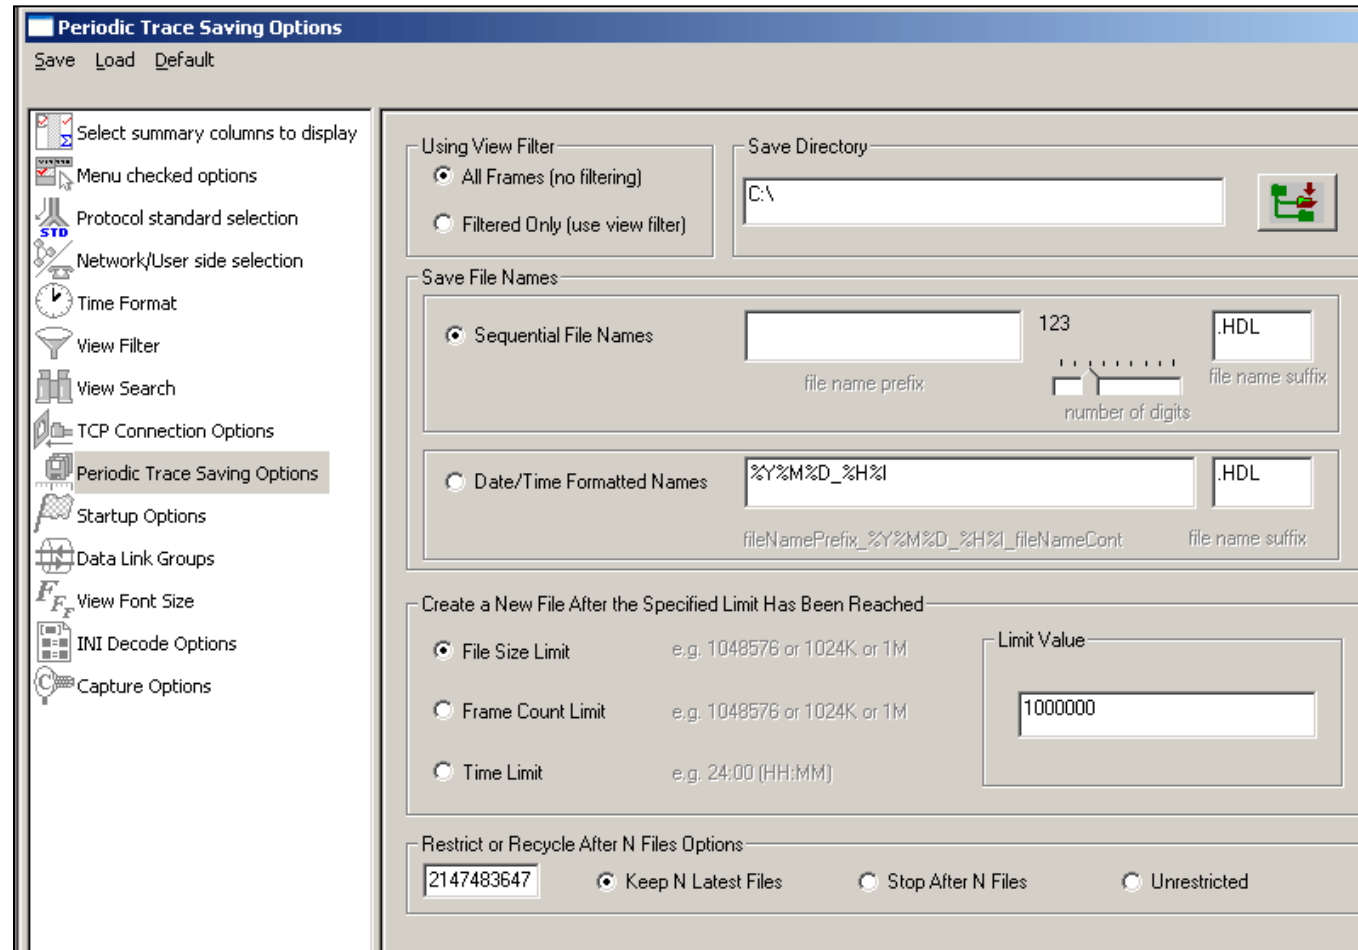 Periodic Trace Saving Options
Save Load Default
Select summary columns to display
Menu checked options
Protocol standard selection
STD
Network/User side selection
Time Format
View Filter
View Search
TCP Connection Options
Periodic Trace Saving Options
Startup Options
Data Link Groups
View Font Size
INI Decode Options
Capture Options
Using View Filter
All Frames (no filtering)
Filtered Only (use view filter)
Save Directory
C:\
Save File Names
Sequential File Names
file name prefix
123
number of digits
.HDL
file name suffix
Date/Time Formatted Names
%Y%M%D_%H%I
.HDL
fileNamePrefix_%Y%M%D_%H%I_fileNameCont
file name suffix
Create a New File After the Specified Limit Has Been Reached
File Size Limit e.g. 1048576 or 1024K or 1M
Frame Count Limit e.g. 1048576 or 1024K or 1M
Time Limit e.g. 24:00 (HH:MM)
Limit Value
1000000
Restrict or Recycle After N Files Options
2147483647 Keep N Latest Files Stop After N Files Unrestricted